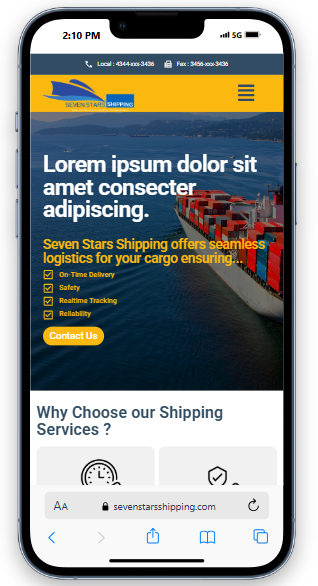 2:10 PM
5G
Local : 4344-xxx-3436
Fax : 3456-xxx-3436
SEVEN STARS SHIPPING
Lorem ipsum dolor sit
amet consecter
adipiscing.
Seven Stars Shipping offers seamless
logistics for your cargo ensuring...
On-Time Delivery
Safety
Realtime Tracking
Reliability
Contact Us
Why Choose our Shipping
Services ?
AA
sevenstarsshipping.com